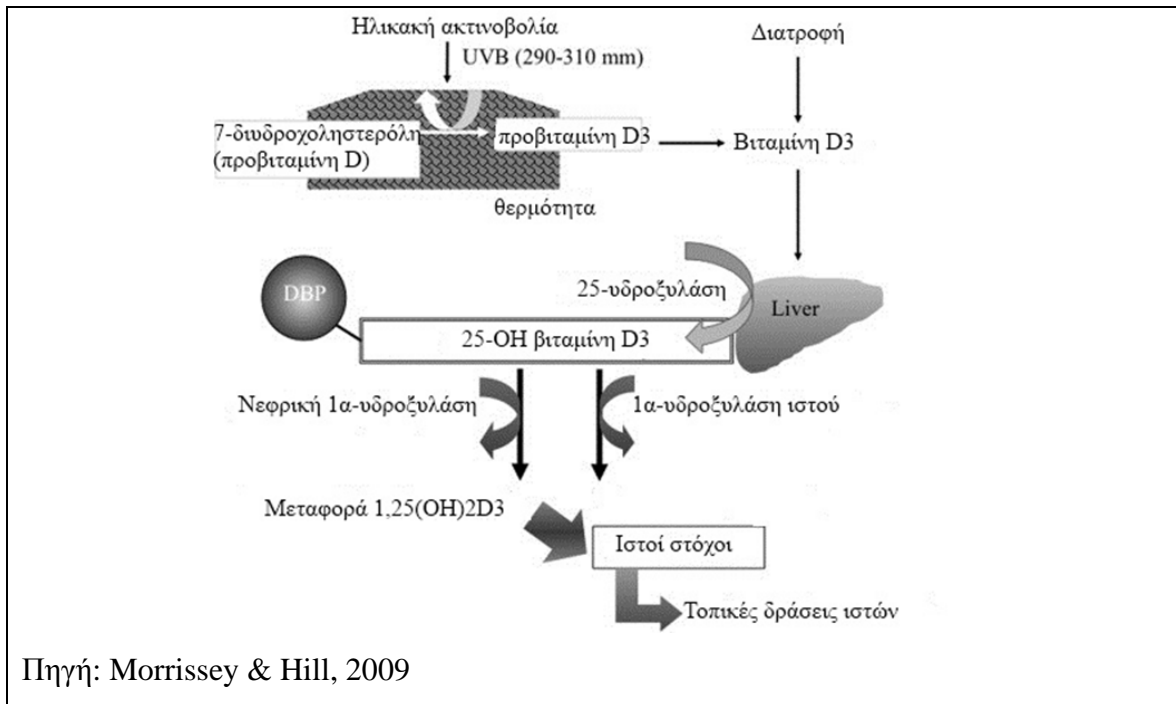 Ηλικακή ακτινοβολία
UVB (290-310 mm)
Διατροφή
7-διυδροχοληστερόλη
(προβιταμίνη D)
προβιταμίνη D3
Βιταμίνη D3
θερμότητα
DBP
25-υδροξυλάση
Liver
25-OH βιταμίνη D3
Νεφρική 1α-υδροξυλάση
1α-υδροξυλάση ιστού
Μεταφορά 1,25(OH)2D3
Ιστοί στόχοι
Τοπικές δράσεις ιστών
Πηγή: Morrissey & Hill, 2009